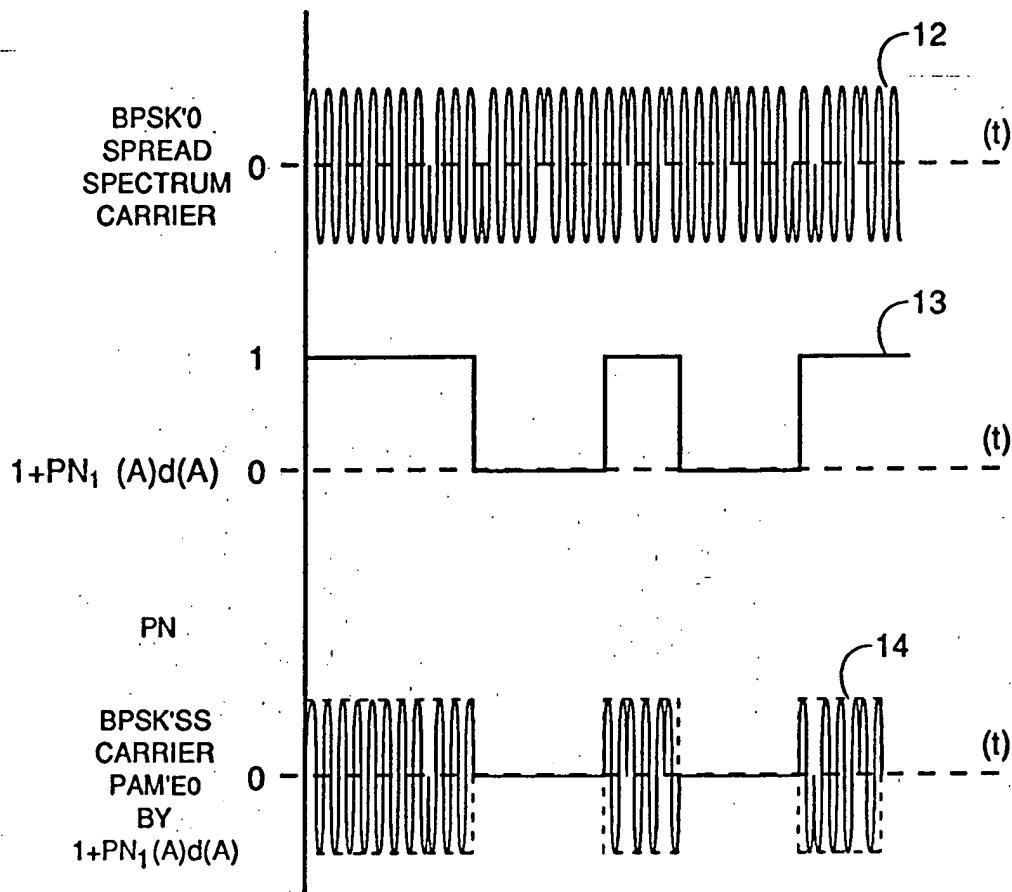 12
BPSK'0
SPREAD
SPECTRUM
CARRIER
0
(t)
13
1
1+PN₁ (A)d(A)
0
(t)
PN
14
BPSK'SS
CARRIER
PAM'E0
BY
1+PN₁(A)d(A)
0
(t)